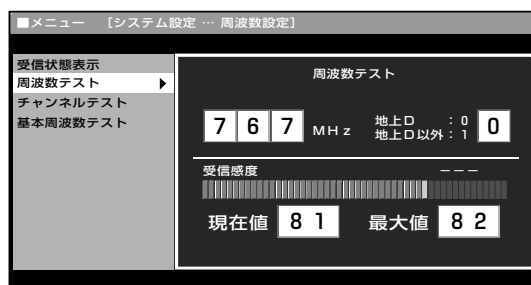 ■メニュー [システム設定 … 周波数設定]
受信状態表示
周波数テスト ▶
チャンネルテスト
基本周波数テスト
周波数テスト
7 6 7 MHz 地上D : 0 0
地上D以外 : 1
受信感度 ---
現在値 8 1 最大値 8 2